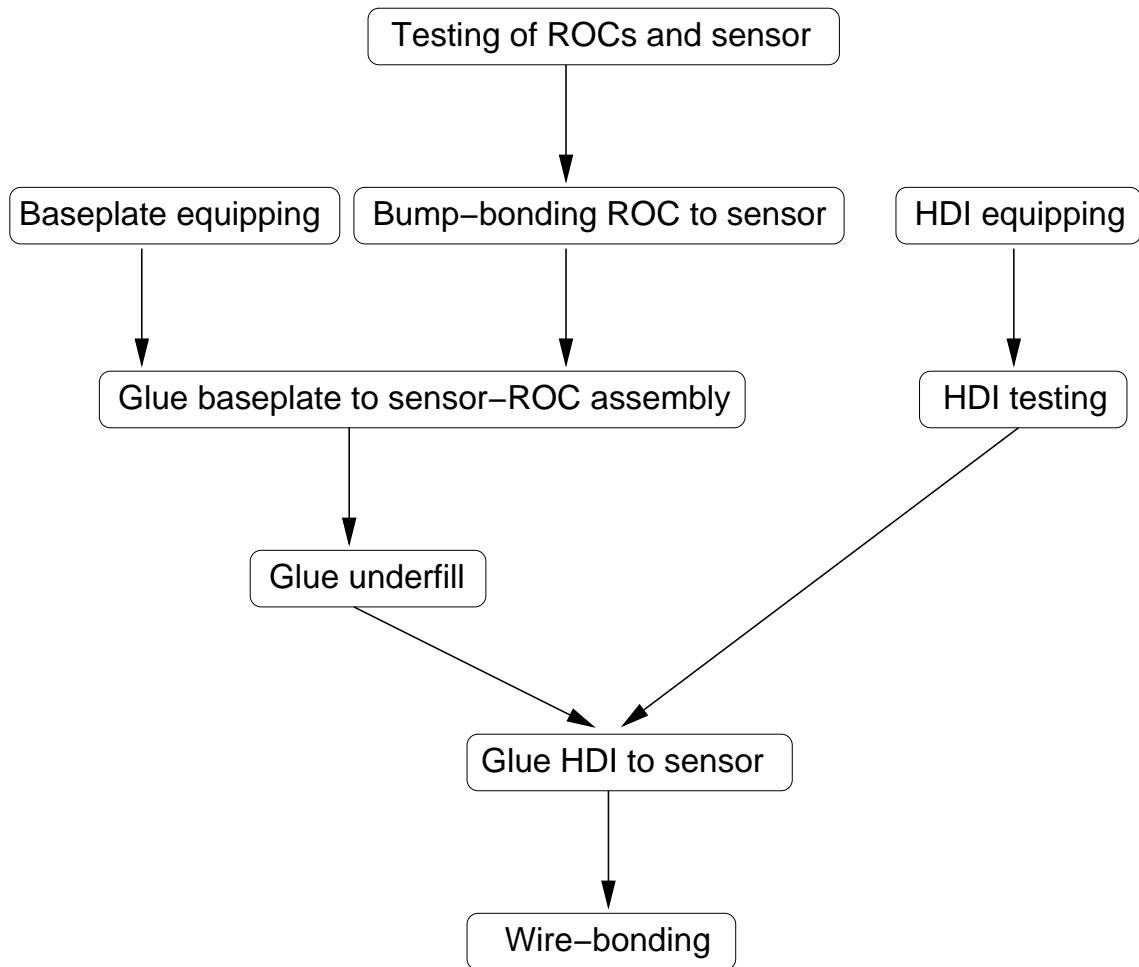 Testing of ROCs and sensor
Baseplate equipping
Bump−bonding ROC to sensor
HDI equipping
Glue baseplate to sensor−ROC assembly
HDI testing
Glue underfill
Glue HDI to sensor
Wire−bonding